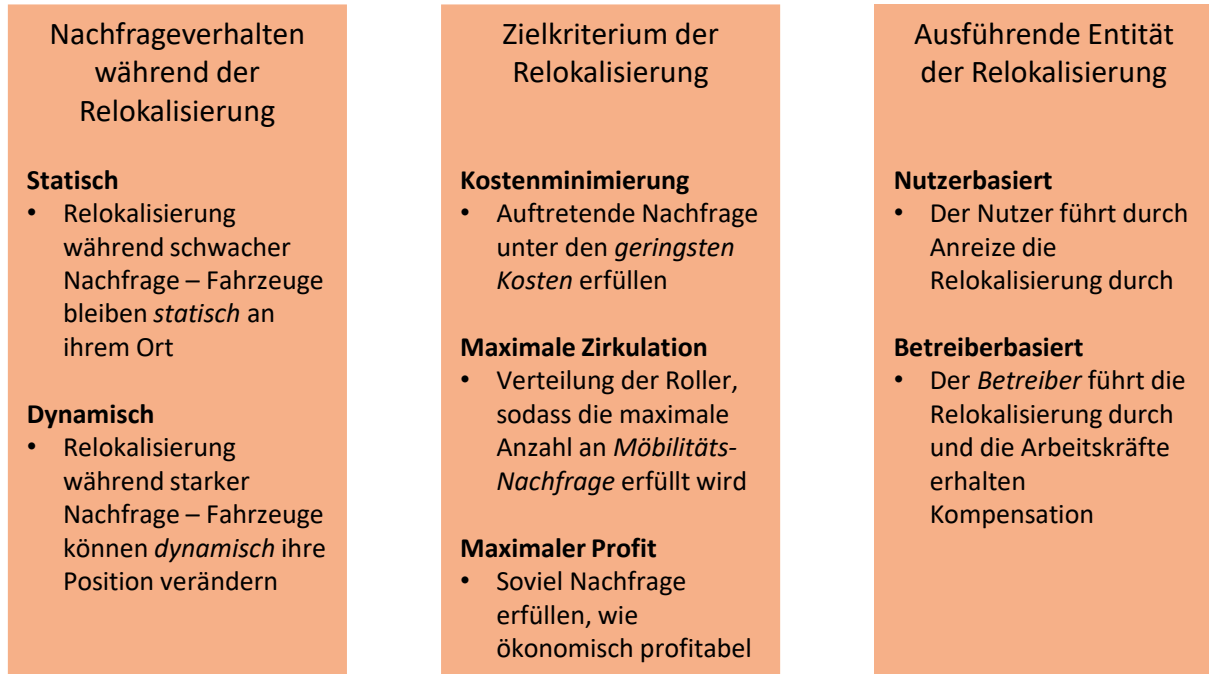 Nachfrageverhalten
während der
Relokalisierung
Statisch
• Relokalisierung
während schwacher
Nachfrage – Fahrzeuge
bleiben statisch an
ihrem Ort
Dynamisch
• Relokalisierung
während starker
Nachfrage – Fahrzeuge
können dynamisch ihre
Position verändern
Zielkriterium der
Relokalisierung
Kostenminimierung
• Auftretende Nachfrage
unter den geringsten
Kosten erfüllen
Maximale Zirkulation
• Verteilung der Roller,
sodass die maximale
Anzahl an Möbilitäts-
Nachfrage erfüllt wird
Maximaler Profit
• Soviel Nachfrage
erfüllen, wie
ökonomisch profitabel
Ausführende Entität
der Relokalisierung
Nutzerbasiert
• Der Nutzer führt durch
Anreize die
Relokalisierung durch
Betreiberbasiert
• Der Betreiber führt die
Relokalisierung durch
und die Arbeitskräfte
erhalten
Kompensation